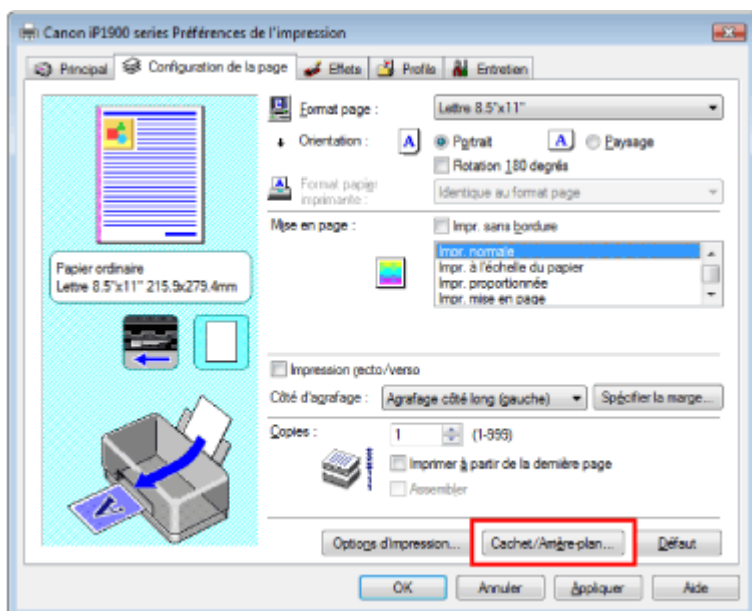 Canon iP1900 series Préférences de l'impression
Principal Configuration de la page Effets Profils Entretien
Format page : Lettre 8.5"x11"
Orientation : A Portrait A Paysage
Rotation 180 degrés
Format papier imprimante : Identique au format page
Mise en page : Impr. sans bordure
Impr. normale
Impr. à l'échelle du papier
Impr. proportionnée
Impr. mise en page
Papier ordinaire
Lettre 8.5"x11" 215.9x279.4mm
Impression recto/verso
Côté d'agrafage : Agrafage côté long (gauche) Spécifier la marge...
Copies : 1 (1-999)
Imprimer à partir de la dernière page
Assembler
Options d'impression... Cachet/Arrière-plan... Défaut
OK Annuler Appliquer Aide